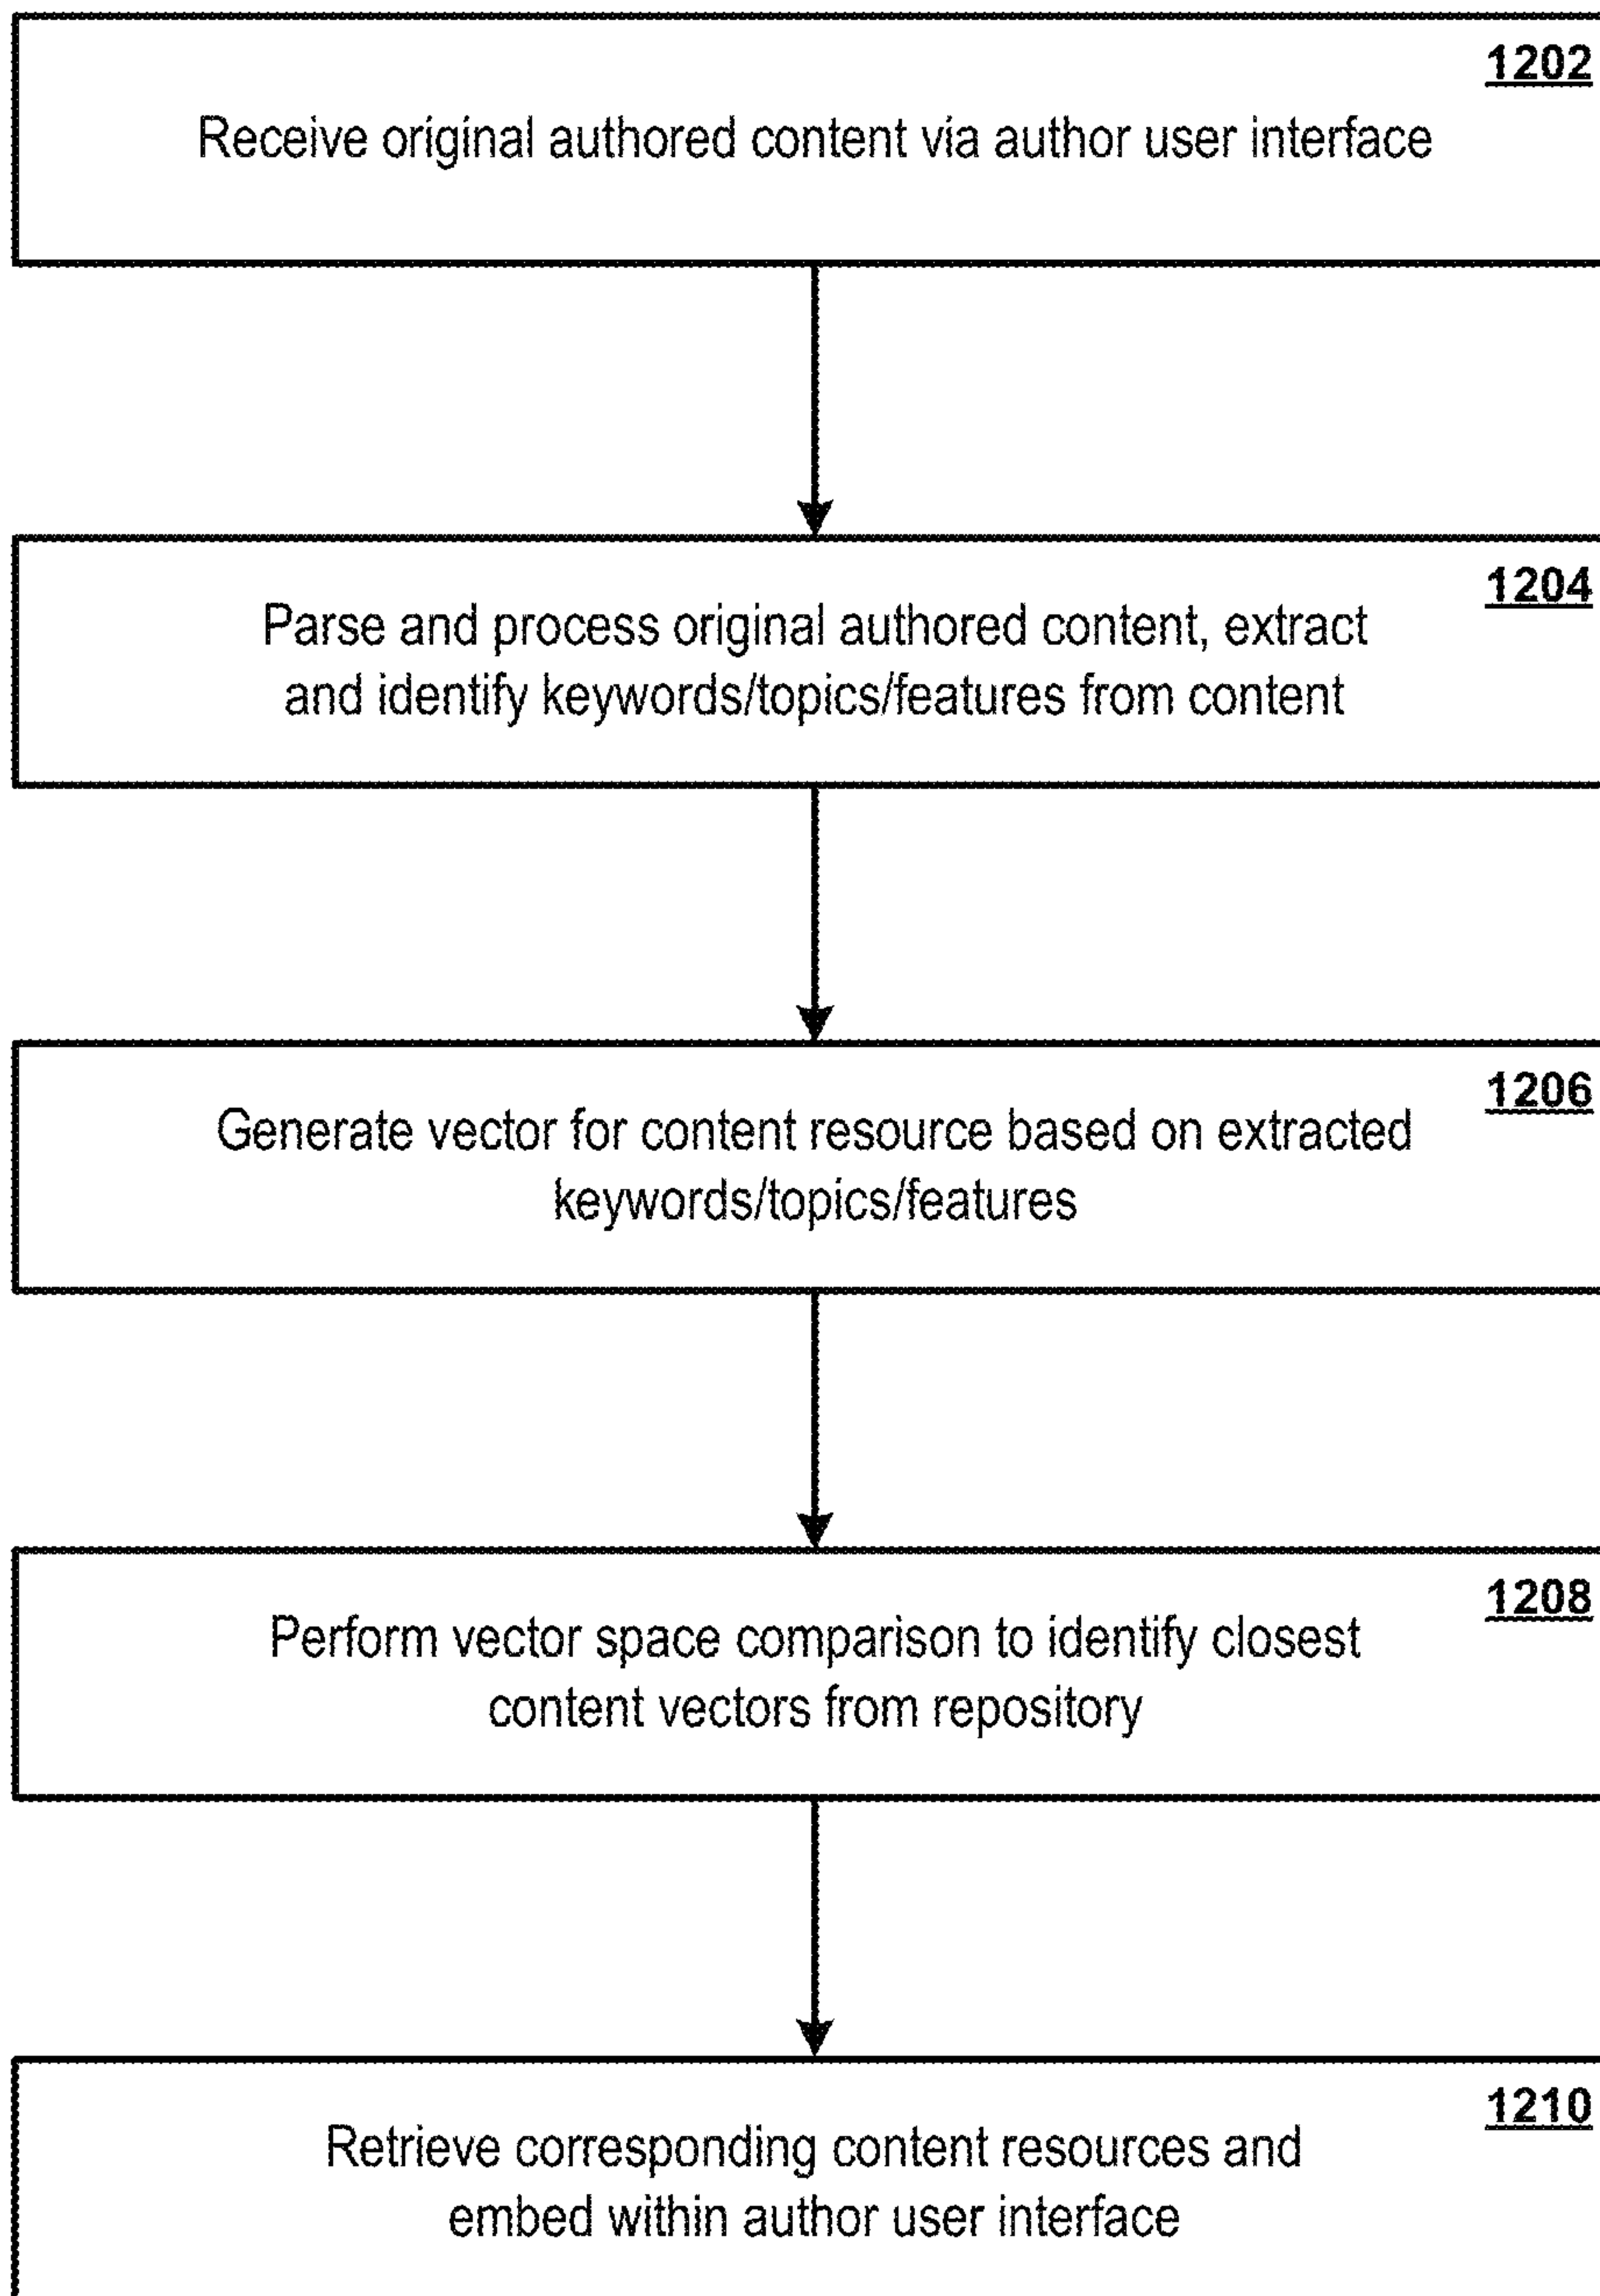 1202
Receive original authored content via author user interface
1204
Parse and process original authored content, extract
and identify keywords/topics/features from content
1206
Generate vector for content resource based on extracted
keywords/topics/features
1208
Perform vector space comparison to identify closest
content vectors from repository
1210
Retrieve corresponding content resources and
embed within author user interface